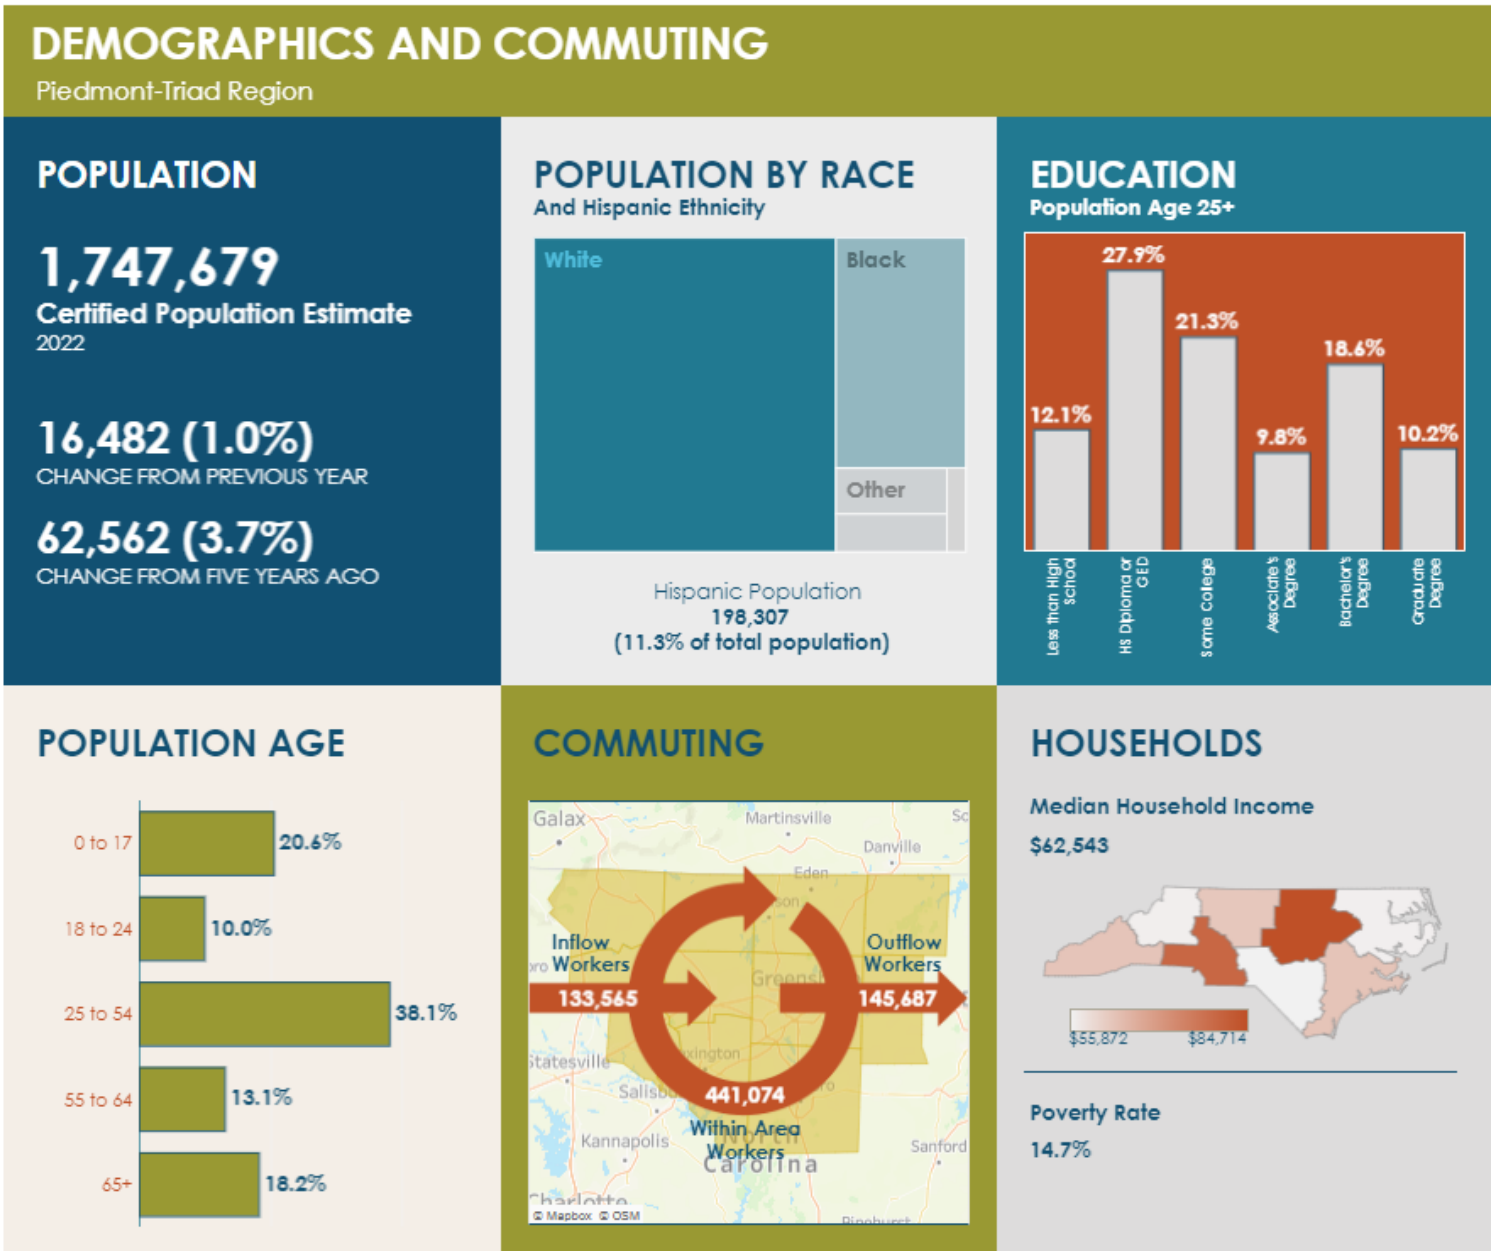 DEMOGRAPHICS AND COMMUTING
Piedmont-Triad Region
POPULATION
1,747,679
Certified Population Estimate
2022
16,482 (1.0%)
CHANGE FROM PREVIOUS YEAR
62,562 (3.7%)
CHANGE FROM FIVE YEARS AGO
POPULATION BY RACE
And Hispanic Ethnicity
White
Black
Other
Hispanic Population
198,307
(11.3% of total population)
EDUCATION
Population Age 25+
27.9%
21.3%
18.6%
12.1%
9.8%
10.2%
Less than High
School
HS Diploma or
GED
Some College
Associate's
Degree
Bachelor's
Degree
Graduate
Degree
POPULATION AGE
0 to 17
20.6%
18 to 24
10.0%
25 to 54
38.1%
55 to 64
13.1%
65+
18.2%
COMMUTING
Galax
Martinsville
Sc
Danville
Eden
son
Inflow
Workers
Outflow
Workers
Greens
133,565
145,687
Statesville
xington
Salisb
441,074
Within Area
Workers
Kannapolis
North
Carolina
Sanford
Charlotte
Pinehurst
© Mapbox © OSM
HOUSEHOLDS
Median Household Income
$62,543
$55,872
$84,714
Poverty Rate
14.7%